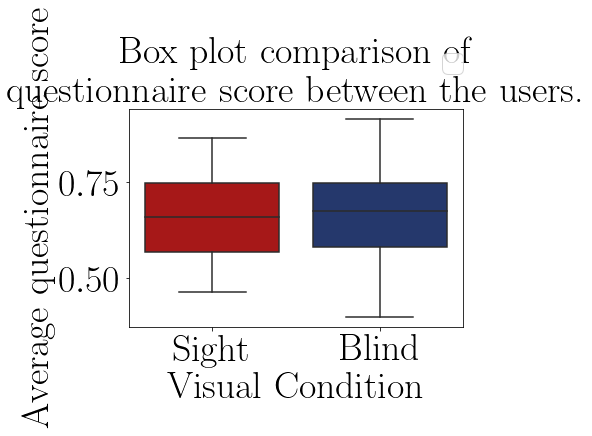 Box plot comparison of
questionnaire score between the users.
Average questionnaire score
0.75
0.50
Sight
Blind
Visual Condition